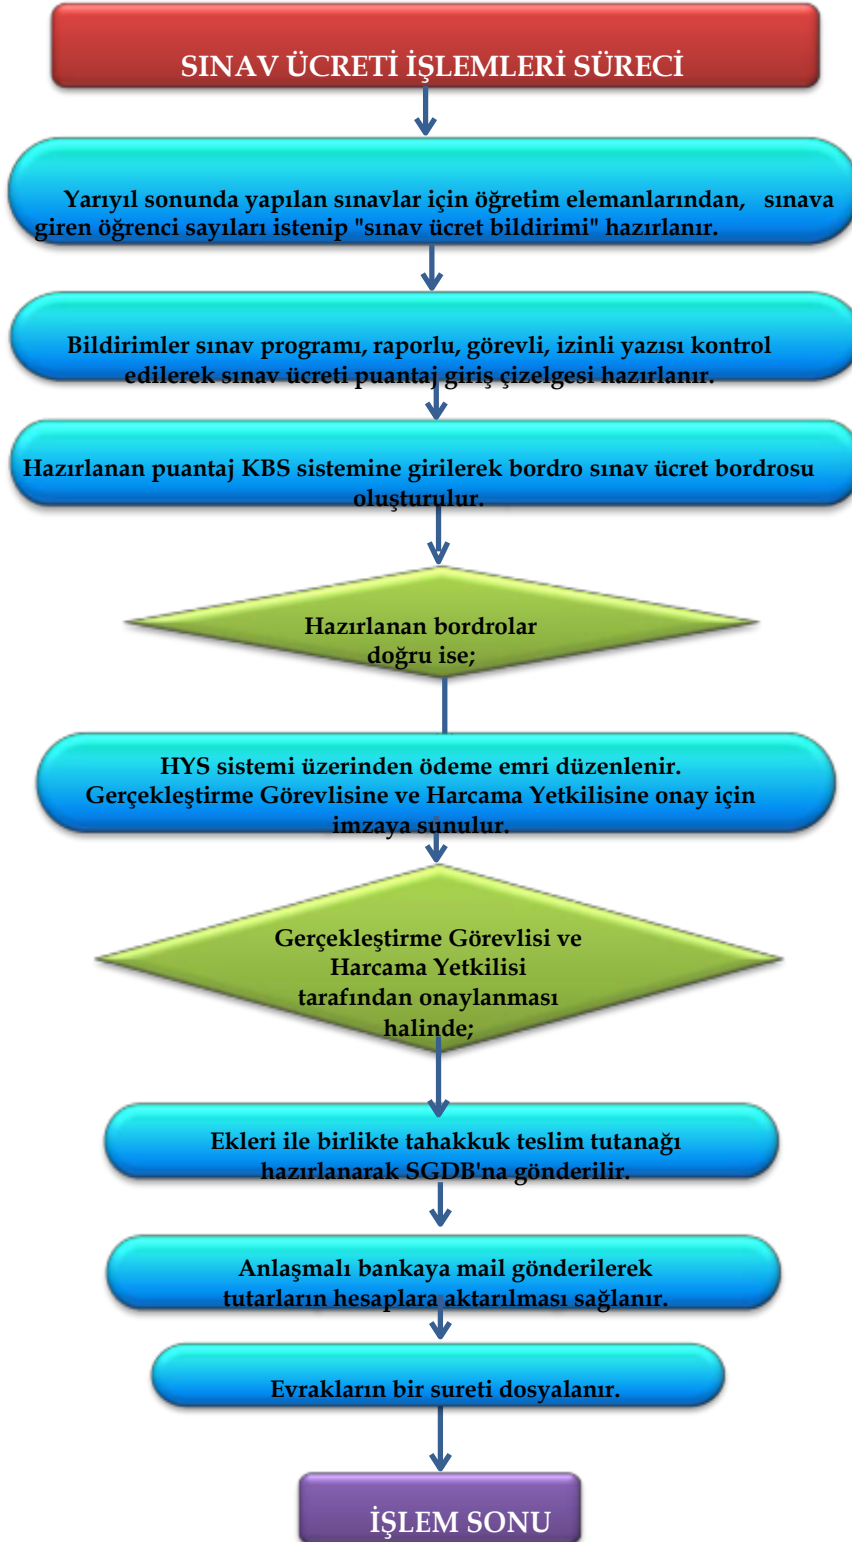 SINAV ÜCRETİ İŞLEMLERİ SÜRECİ
Yarıyıl sonunda yapılan sınavlar için öğretim elemanlarından, sınava
giren öğrenci sayıları istenip "sınav ücret bildirimi" hazırlanır.
Bildirimler sınav programı, raporlu, görevli, izinli yazısı kontrol
edilerek sınav ücreti puantaj giriş çizelgesi hazırlanır.
Hazırlanan puantaj KBS sistemine girilerek bordro sınav ücret bordrosu
oluşturulur.
Hazırlanan bordrolar
doğru ise;
HYS sistemi üzerinden ödeme emri düzenlenir.
Gerçekleştirme Görevlisine ve Harcama Yetkilisine onay için
imzaya sunulur.
Gerçekleştirme Görevlisi ve
Harcama Yetkilisi
tarafından onaylanması
halinde;
Ekleri ile birlikte tahakkuk teslim tutanağı
hazırlanarak SGDB'na gönderilir.
Anlaşmalı bankaya mail gönderilerek
tutarların hesaplara aktarılması sağlanır.
Evrakların bir sureti dosyalanır.
İŞLEM SONU